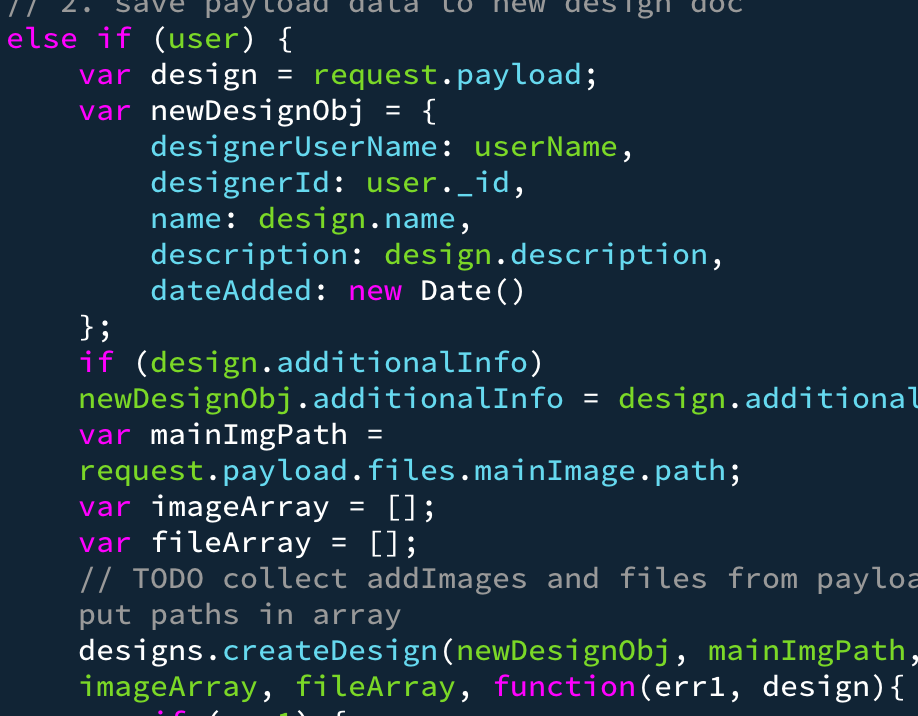 // 2. save payload data to new design doc
else if (user) {
    var design = request.payload;
    var newDesignObj = {
        designerUserName: userName,
        designerId: user._id,
        name: design.name,
        description: design.description,
        dateAdded: new Date()
    };
    if (design.additionalInfo)
    newDesignObj.additionalInfo = design.additional
    var mainImgPath =
    request.payload.files.mainImage.path;
    var imageArray = [];
    var fileArray = [];
    // TODO collect addImages and files from payloa
    put paths in array
    designs.createDesign(newDesignObj, mainImgPath,
    imageArray, fileArray, function(err1, design){